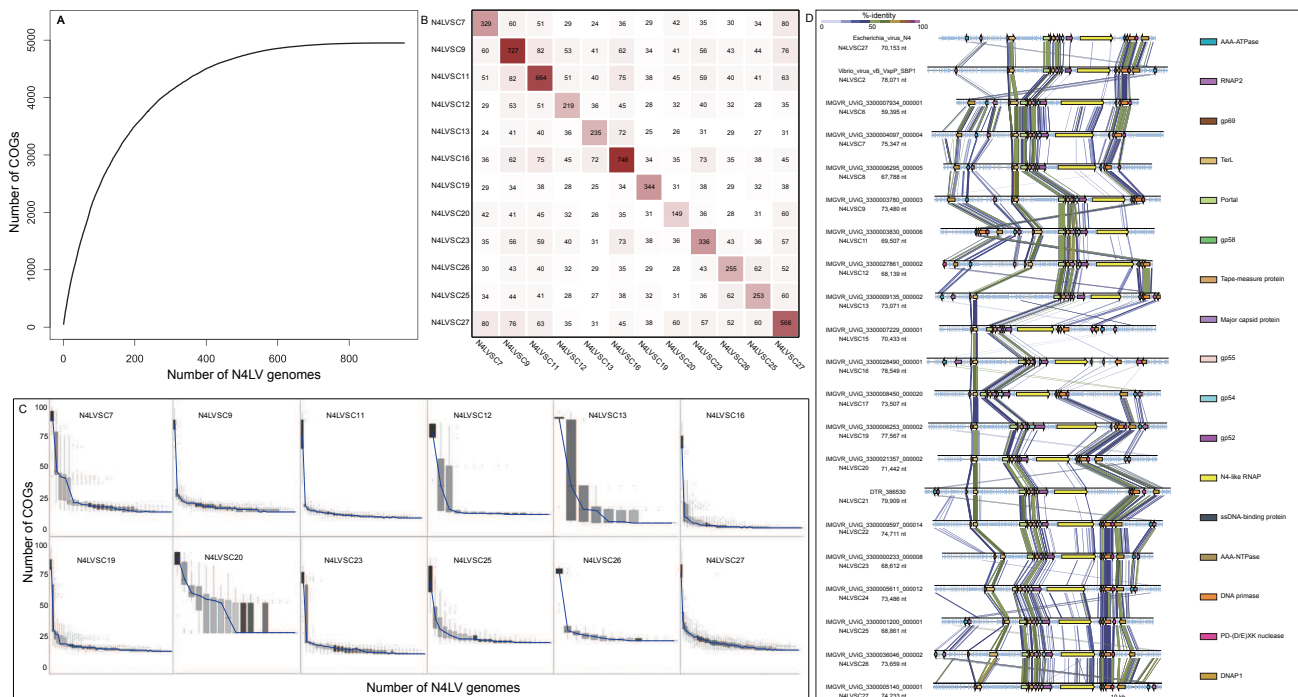 A
Number of COGs
5000
4000
3000
2000
1000
0
0 200 400 600 800
Number of N4LV genomes
B
N4LVSC7 329 60 51 29 24 36 29 42 35 30 34 80
N4LVSC9 60 727 82 53 41 62 34 41 56 43 44 76
N4LVSC11 51 82 664 51 40 75 38 45 59 40 41 63
N4LVSC12 29 53 51 219 36 45 28 32 40 32 28 35
N4LVSC13 24 41 40 36 235 72 25 26 31 29 27 31
N4LVSC16 36 62 75 45 72 746 34 35 73 35 38 45
N4LVSC19 29 34 38 28 25 34 344 31 38 29 32 38
N4LVSC20 42 41 45 32 26 35 31 149 36 28 31 60
N4LVSC23 35 56 59 40 31 73 38 36 336 43 36 57
N4LVSC26 30 43 40 32 29 35 29 28 43 255 62 52
N4LVSC25 34 44 41 28 27 38 32 31 36 62 253 60
N4LVSC27 80 76 63 35 31 45 38 60 57 52 60 568
N4LVSC7 N4LVSC9 N4LVSC11 N4LVSC12 N4LVSC13 N4LVSC16 N4LVSC19 N4LVSC20 N4LVSC23 N4LVSC26 N4LVSC25 N4LVSC27
C
Number of COGs
100
75
50
25
0
N4LVSC7 N4LVSC9 N4LVSC11 N4LVSC12 N4LVSC13 N4LVSC16
100
75
50
25
0
N4LVSC19 N4LVSC20 N4LVSC23 N4LVSC25 N4LVSC26 N4LVSC27
Number of N4LV genomes
D
%-identity
0 50 100
Escherichia_virus_N4
N4LVSC27 70,153 nt
Vibrio_virus_vB_VspP_SBP1
N4LVSC2 78,071 nt
IMGVR_UViG_3300007934_000001
N4LVSC6 59,395 nt
IMGVR_UViG_3300004097_000004
N4LVSC7 75,347 nt
IMGVR_UViG_3300006295_000005
N4LVSC8 67,788 nt
IMGVR_UViG_3300003780_000003
N4LVSC9 73,480 nt
IMGVR_UViG_3300003830_000006
N4LVSC11 69,507 nt
IMGVR_UViG_3300027861_000002
N4LVSC12 68,139 nt
IMGVR_UViG_3300009135_000002
N4LVSC13 73,071 nt
IMGVR_UViG_3300007229_000001
N4LVSC15 70,433 nt
IMGVR_UViG_3300028490_000001
N4LVSC16 78,549 nt
IMGVR_UViG_3300008450_000020
N4LVSC17 73,507 nt
IMGVR_UViG_3300006253_000002
N4LVSC19 77,567 nt
IMGVR_UViG_3300021357_000002
N4LVSC20 71,442 nt
DTR_386530
N4LVSC21 79,909 nt
IMGVR_UViG_3300009597_000014
N4LVSC22 74,711 nt
IMGVR_UViG_3300000233_000008
N4LVSC23 68,612 nt
IMGVR_UViG_3300005611_000012
N4LVSC24 73,486 nt
IMGVR_UViG_3300001200_000001
N4LVSC25 68,861 nt
IMGVR_UViG_3300036046_000002
N4LVSC26 73,659 nt
IMGVR_UViG_3300005140_000001
N4LVSC27 74,233 nt
10 kb
AAA-ATPase
RNAP2
gp69
TerL
Portal
gp58
Tape-measure protein
Major capsid protein
gp55
gp54
gp52
N4-like RNAP
ssDNA-binding protein
AAA-NTPase
DNA primase
PD-(D/E)XK nuclease
DNAP1